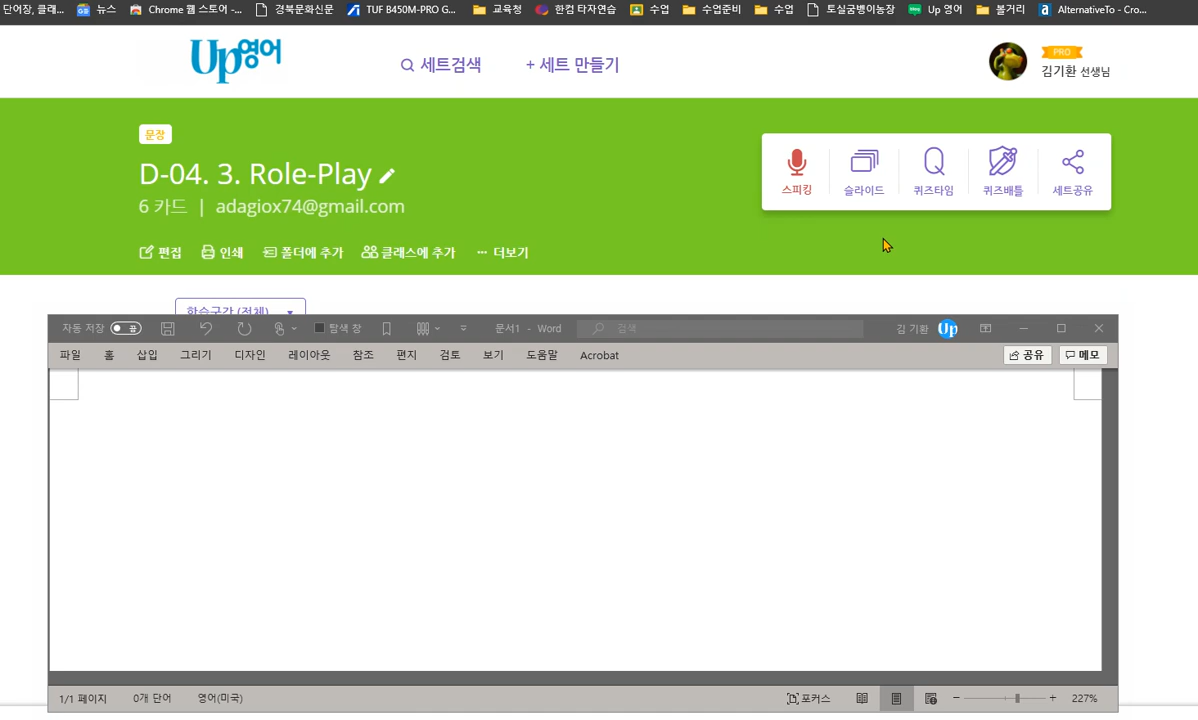 단어장, 클래... 뉴스 Chrome 웹 스토어 -... 경북문화신문 TUF B450M-PRO G... 교육청 한컴 타자연습 수업 수업준비 수업 토실굼벵이농장 Up 영어 볼거리 AlternativeTo - Cro...
Up영어 세트검색 + 세트 만들기 PRO
김기환 선생님
문장
D-04. 3. Role-Play
6 카드 | adagiox74@gmail.com
스피킹 슬라이드 퀴즈타임 퀴즈배틀 세트공유
편집 인쇄 폴더에 추가 클래스에 추가 ··· 더보기
학습구간 (전체)
자동 저장 끔 탐색 창 문서1 - Word 검색 김 기환 Up
파일 홈 삽입 그리기 디자인 레이아웃 참조 편지 검토 보기 도움말 Acrobat 공유 메모
1/1 페이지 0개 단어 영어(미국) 포커스 − + 227%